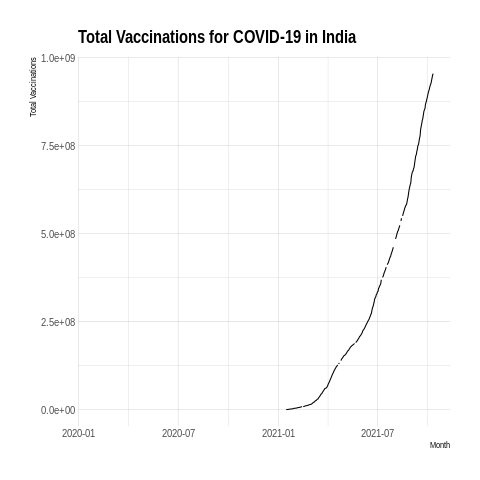 Total Vaccinations for COVID-19 in India
Total Vaccinations
1.0e+09
7.5e+08
5.0e+08
2.5e+08
0.0e+00
2020-01 2020-07 2021-01 2021-07
Month